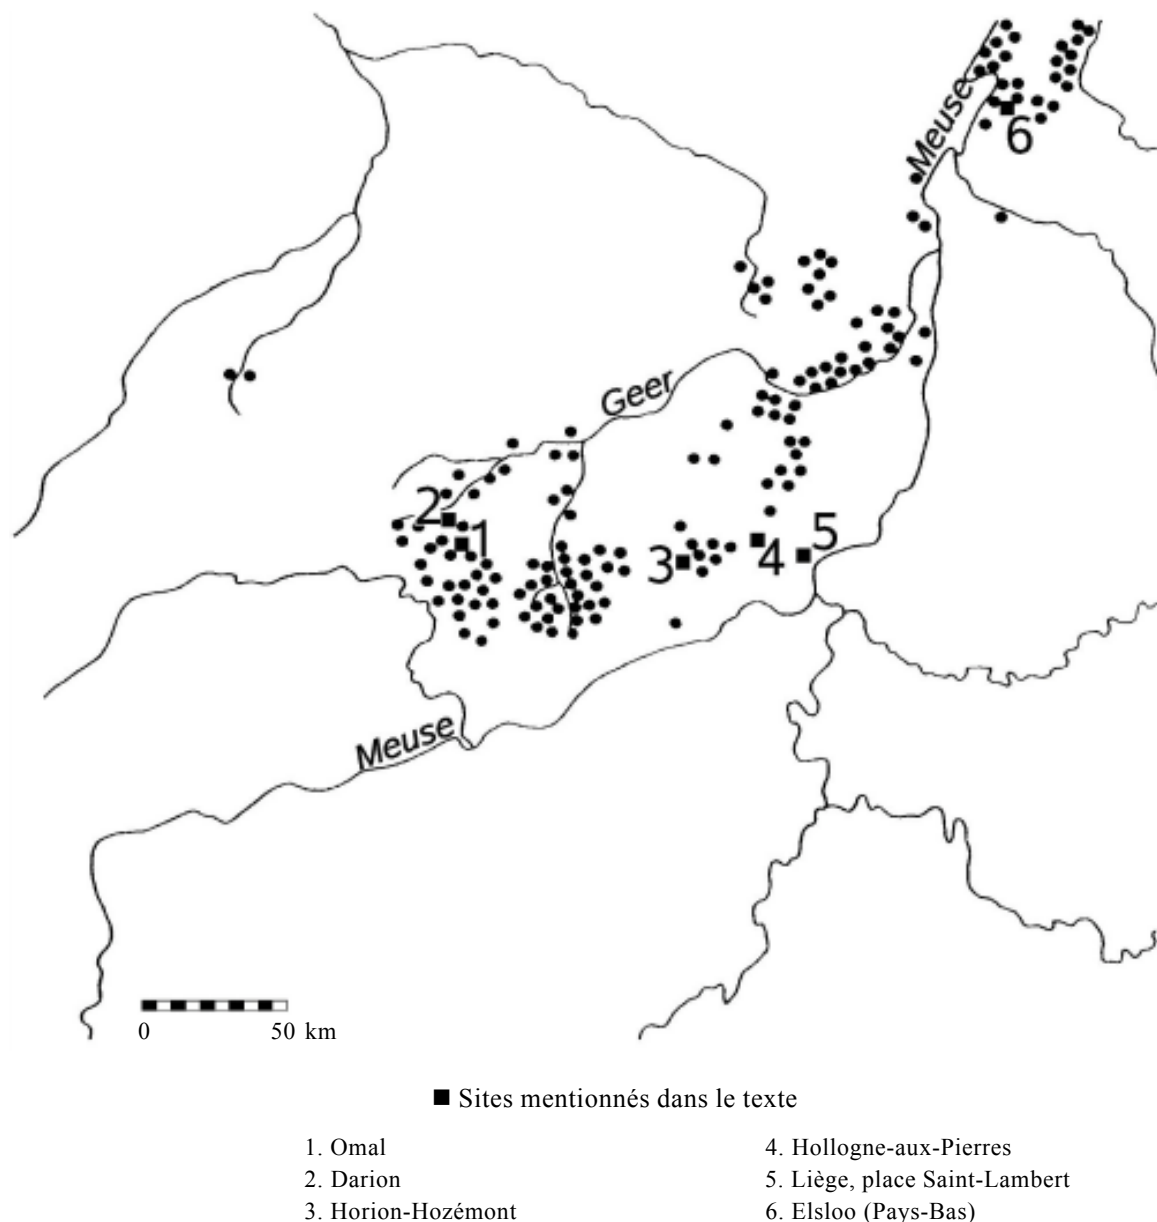 Meuse
6
Geer
2
1
3
4
5
Meuse
0 50 km
■ Sites mentionnés dans le texte
1. Omal
2. Darion
3. Horion-Hozémont
4. Hollogne-aux-Pierres
5. Liège, place Saint-Lambert
6. Elsloo (Pays-Bas)